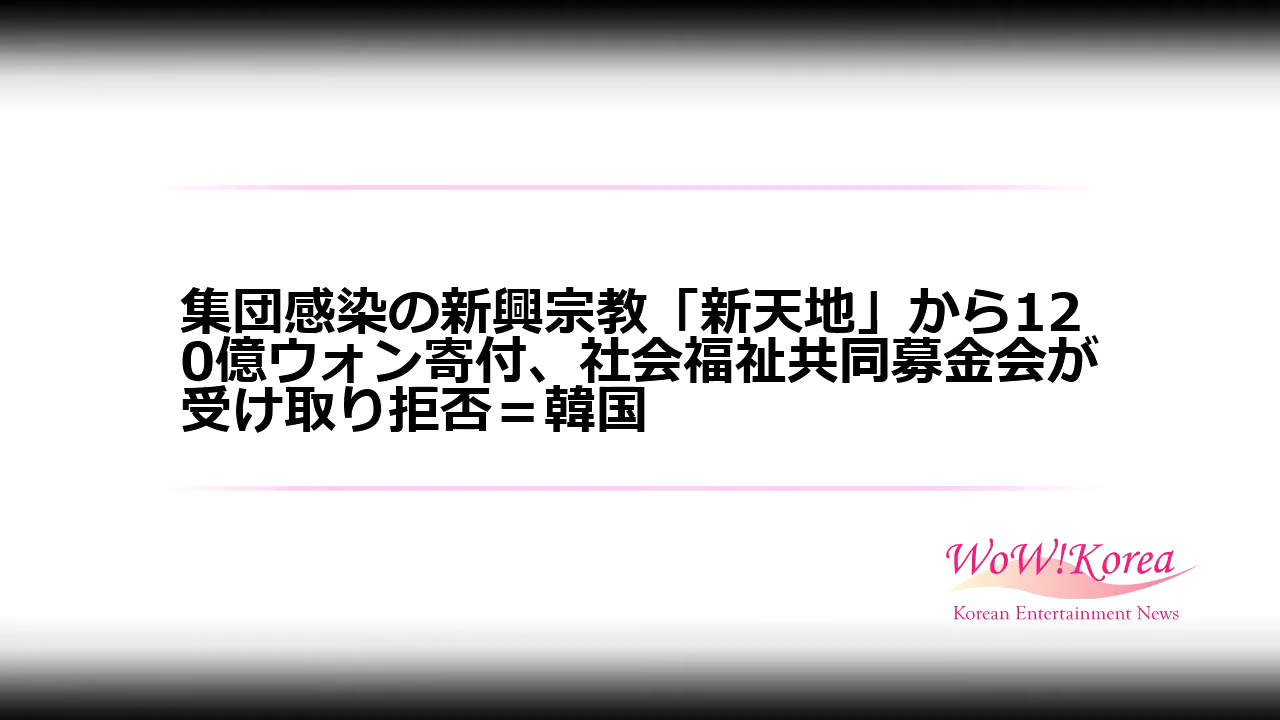 集団感染の新興宗教「新天地」から12
0億ウォン寄付、社会福祉共同募金会が
受け取り拒否＝韓国
WoW!Korea
Korean Entertainment News